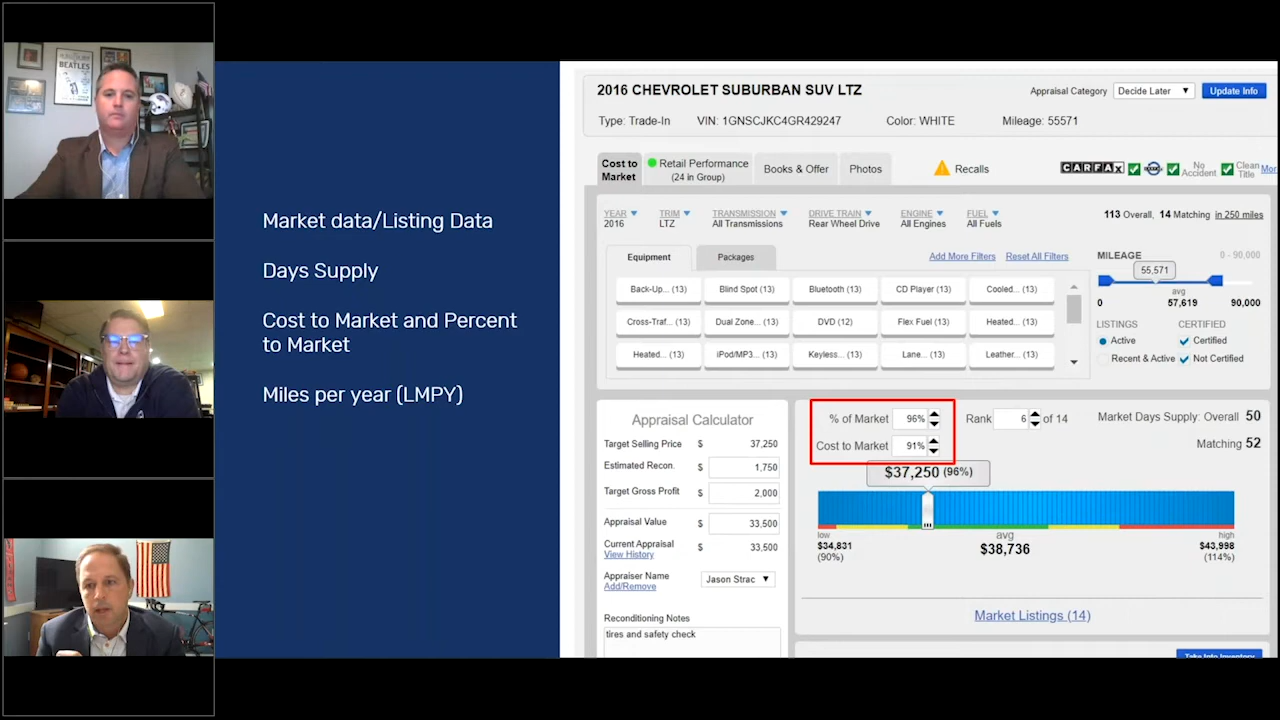 BEATLES
Market data/Listing Data
Days Supply
Cost to Market and Percent
to Market
Miles per year (LMPY)
2016 CHEVROLET SUBURBAN SUV LTZ
Appraisal Category Decide Later Update Info
Type: Trade-In VIN: 1GNSCJKC4GR429247 Color: WHITE Mileage: 55571
Cost to
Market
Retail Performance
(24 in Group)
Books & Offer
Photos
Recalls
CARFAX
No
Accident
Clean
Title
YEAR TRIM TRANSMISSION DRIVE TRAIN ENGINE FUEL
2016 LTZ All Transmissions Rear Wheel Drive All Engines All Fuels
113 Overall, 14 Matching in 250 miles
Equipment Packages Add More Filters Reset All Filters
Back-Up... (13) Blind Spot (13) Bluetooth (13) CD Player (13) Cooled... (13)
Cross-Traf... (13) Dual Zone... (13) DVD (12) Flex Fuel (13) Heated... (13)
Heated... (13) iPod/MP3... (13) Keyless... (13) Lane... (13) Leather... (13)
MILEAGE 0 - 90,000
55,571
avg
0 57,619 90,000
LISTINGS CERTIFIED
Active Certified
Recent & Active Not Certified
Appraisal Calculator
Target Selling Price $ 37,250
Estimated Recon. $ 1,750
Target Gross Profit $ 2,000
Appraisal Value $ 33,500
Current Appraisal $ 33,500
View History
Appraiser Name Jason Strac
Add/Remove
Reconditioning Notes
tires and safety check
% of Market 96% Rank 6 of 14 Market Days Supply: Overall 50
Cost to Market 91% Matching 52
$37,250 (96%)
low avg high
$34,831 $38,736 $43,998
(90%) (114%)
Market Listings (14)
Take Into Inventory